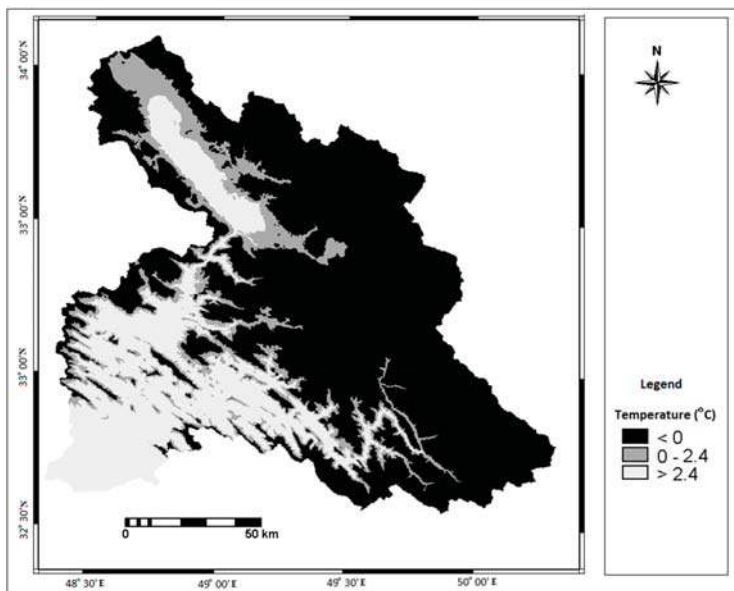 N
34° 00' N
33° 00' N
33° 00' N
32° 30' N
Legend
Temperature (°C)
< 0
0 - 2.4
> 2.4
0
50 km
48° 30' E
49° 00' E
49° 30' E
50° 00' E